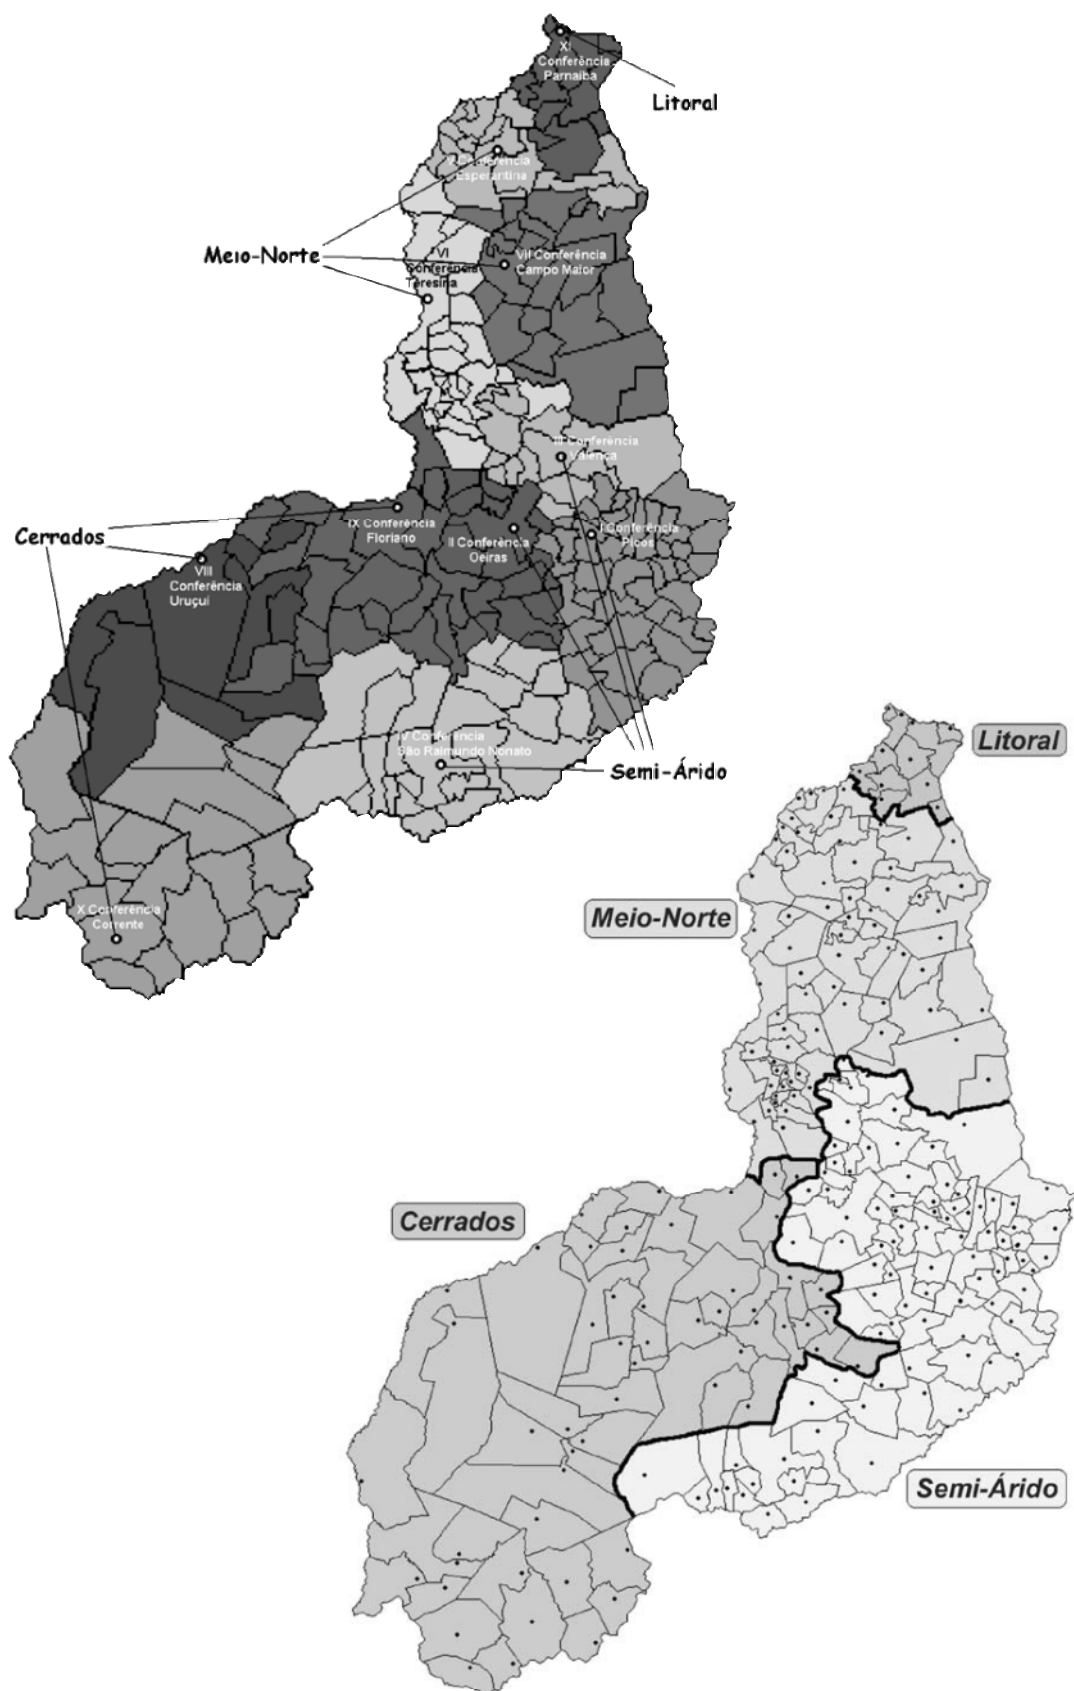 XI
Conferência
Parnaiba
Litoral
V Conferência
Esperantina
Meio-Norte
VI
Conferência
Teresina
VII Conferência
Campo Maior
III Conferência
Valença
Cerrados
IX Conferência
Floriano
II Conferência
Oeiras
I Conferência
Picos
VIII
Conferência
Uruçuí
IV Conferência
São Raimundo Nonato
Semi-Árido
X Conferência
Corrente
Litoral
Meio-Norte
Cerrados
Semi-Árido